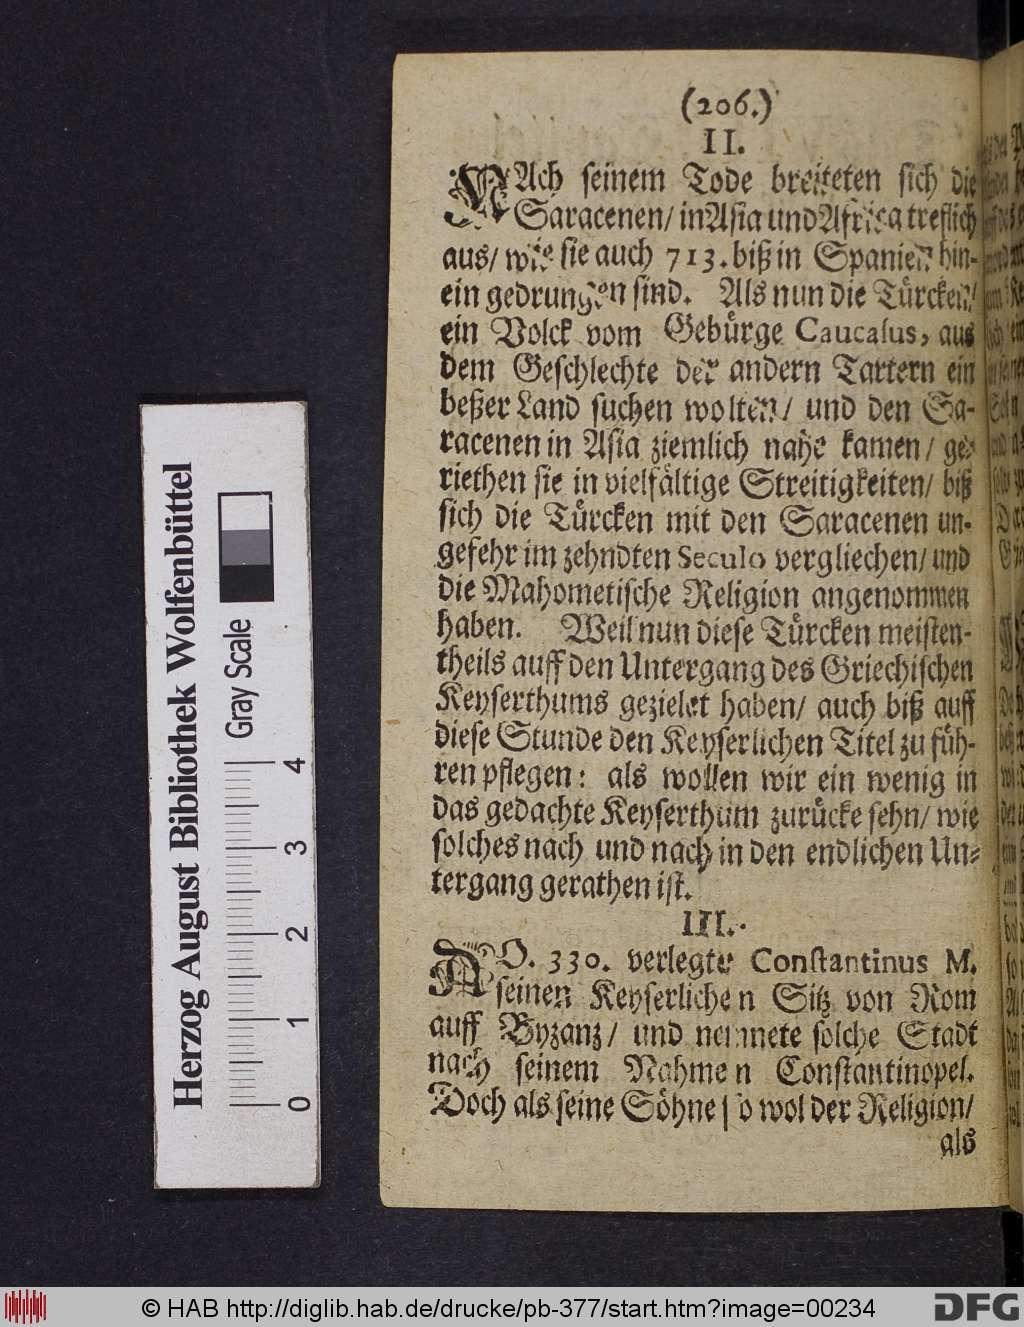 (206.)
II.
NAch seinem Tode breiteten sich die
Saracenen/ in Asia und Africa treflich
aus/ wie sie auch 713. biß in Spanien hin-
ein gedrungen sind. Als nun die Türcken/
ein Volck vom Gebürge Caucasus, aus
dem Geschlechte der andern Tartern ein
beßer Land suchen wolten/ und den Sa-
racenen in Asia ziemlich nahe kamen/ ge-
riethen sie in vielfältige Streitigkeiten/ biß
sich die Türcken mit den Saracenen un-
gefehr im zehndten Seculo vergliechen/ und
die Mahometische Religion angenommen
haben. Weil nun diese Türcken meisten-
theils auff den Untergang des Griechischen
Keyserthums gezielet haben/ auch biß auff
diese Stunde den Keyserlichen Titel zu füh-
ren pflegen: als wollen wir ein wenig in
das gedachte Keyserthum zurücke sehn/ wie
solches nach und nach in den endlichen Un-
tergang gerathen ist.
III.
AO. 330. verlegte Constantinus M.
seinen Keyserlichen Sitz von Rom
auff Byzanz/ und nennete solche Stadt
nach seinem Nahmen Constantinopel.
Doch als seine Söhne so wol der Religion/
als
Herzog August Bibliothek Wolfenbüttel
Gray Scale
0 1 2 3 4
© HAB http://diglib.hab.de/drucke/pb-377/start.htm?image=00234
DFG